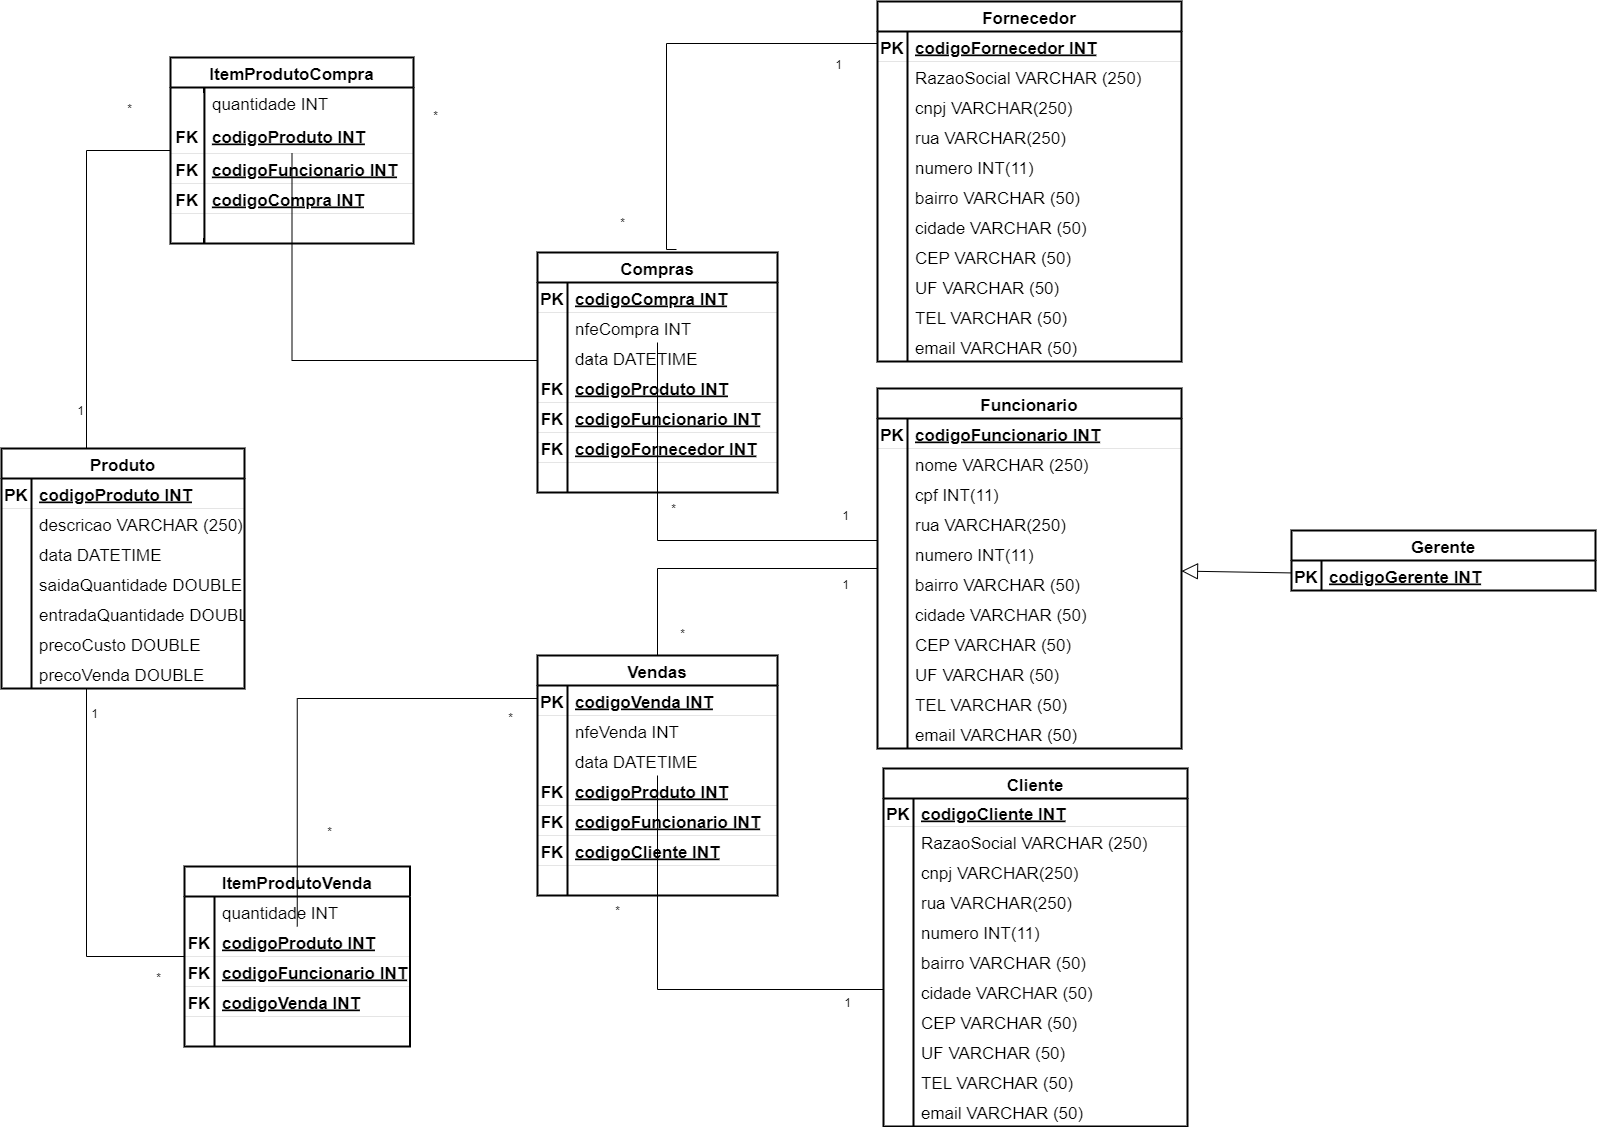 Fornecedor
PK codigoFornecedor INT
RazaoSocial VARCHAR (250)
cnpj VARCHAR(250)
rua VARCHAR(250)
numero INT(11)
bairro VARCHAR (50)
cidade VARCHAR (50)
CEP VARCHAR (50)
UF VARCHAR (50)
TEL VARCHAR (50)
email VARCHAR (50)
1
*
ItemProdutoCompra
quantidade INT
FK codigoProduto INT
FK codigoFuncionario INT
FK codigoCompra INT
*
*
1
Compras
PK codigoCompra INT
nfeCompra INT
data DATETIME
FK codigoProduto INT
FK codigoFuncionario INT
FK codigoFornecedor INT
*
1
Funcionario
PK codigoFuncionario INT
nome VARCHAR (250)
cpf INT(11)
rua VARCHAR(250)
numero INT(11)
bairro VARCHAR (50)
cidade VARCHAR (50)
CEP VARCHAR (50)
UF VARCHAR (50)
TEL VARCHAR (50)
email VARCHAR (50)
Gerente
PK codigoGerente INT
Produto
PK codigoProduto INT
descricao VARCHAR (250)
data DATETIME
saidaQuantidade DOUBLE
entradaQuantidade DOUBL
precoCusto DOUBLE
precoVenda DOUBLE
1
1
*
Vendas
PK codigoVenda INT
nfeVenda INT
data DATETIME
FK codigoProduto INT
FK codigoFuncionario INT
FK codigoCliente INT
*
*
*
1
ItemProdutoVenda
quantidade INT
FK codigoProduto INT
FK codigoFuncionario INT
FK codigoVenda INT
*
Cliente
PK codigoCliente INT
RazaoSocial VARCHAR (250)
cnpj VARCHAR(250)
rua VARCHAR(250)
numero INT(11)
bairro VARCHAR (50)
cidade VARCHAR (50)
CEP VARCHAR (50)
UF VARCHAR (50)
TEL VARCHAR (50)
email VARCHAR (50)